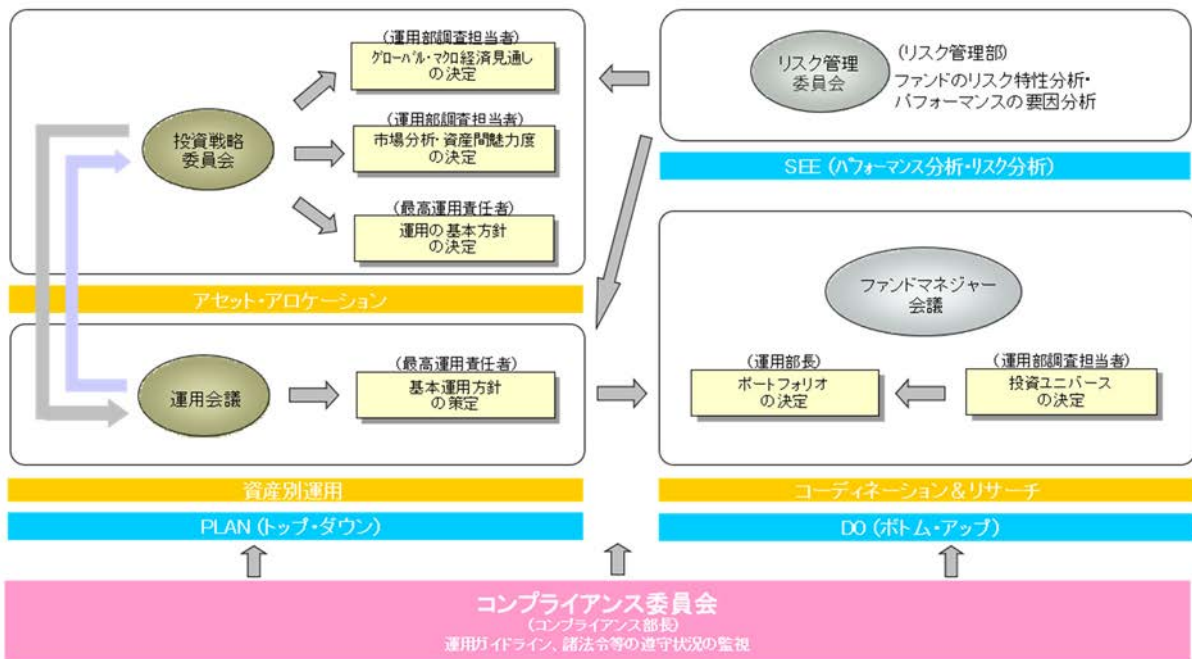 (運用部調査担当者)
グローバル・マクロ経済見通し
の決定
投資戦略
委員会
(運用部調査担当者)
市場分析・資産間魅力度
の決定
(最高運用責任者)
運用の基本方針
の決定
アセット・アロケーション
リスク管理
委員会
(リスク管理部)
ファンドのリスク特性分析・
パフォーマンスの要因分析
SEE (パフォーマンス分析・リスク分析)
運用会議
(最高運用責任者)
基本運用方針
の策定
資産別運用
PLAN (トップ・ダウン)
ファンドマネジャー
会議
(運用部長)
ポートフォリオ
の決定
(運用部調査担当者)
投資ユニバース
の決定
コーディネーション&リサーチ
DO (ボトム・アップ)
コンプライアンス委員会
(コンプライアンス部長)
運用ガイドライン、諸法令等の遵守状況の監視